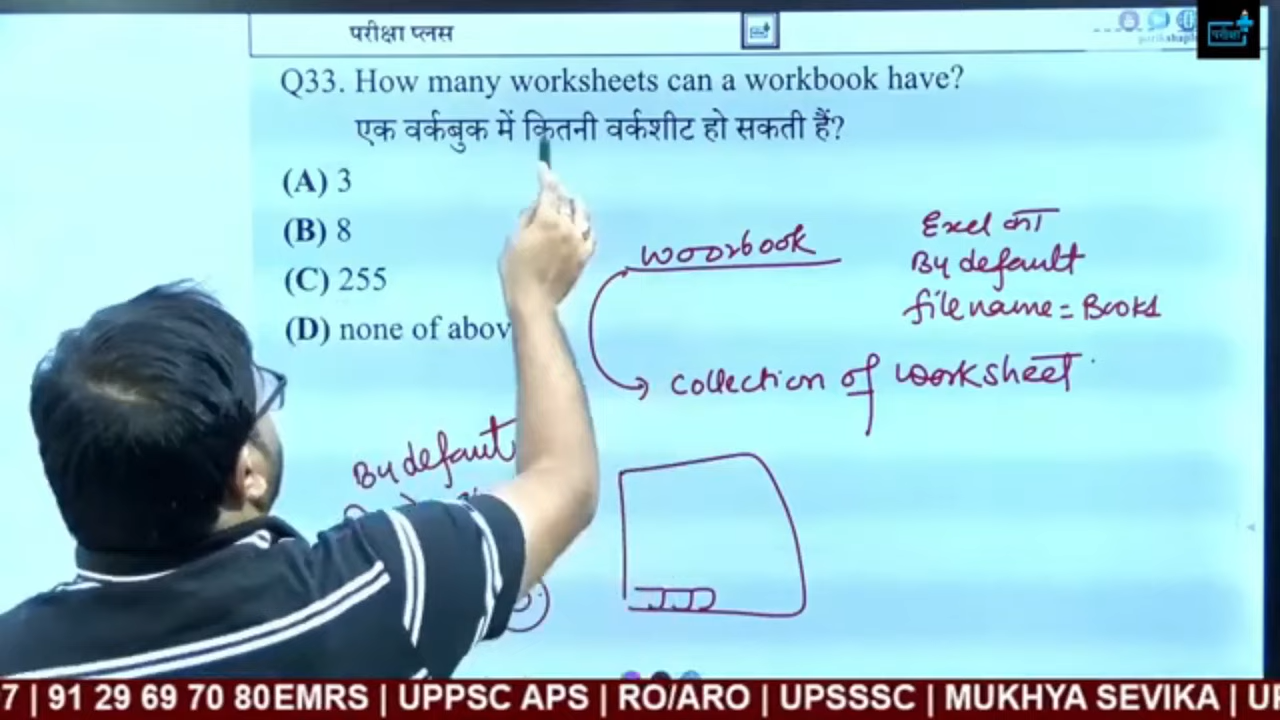 परीक्षा प्लस
परीक्षा
Q33. How many worksheets can a workbook have?
एक वर्कबुक में कितनी वर्कशीट हो सकती हैं?
(A) 3
(B) 8
(C) 255
(D) none of abov
woorbook
Excel का
By default
file name = Book1
collection of worksheet
By defaut
7 | 91 29 69 70 80EMRS | UPPSC APS | RO/ARO | UPSSSC | MUKHYA SEVIKA | U